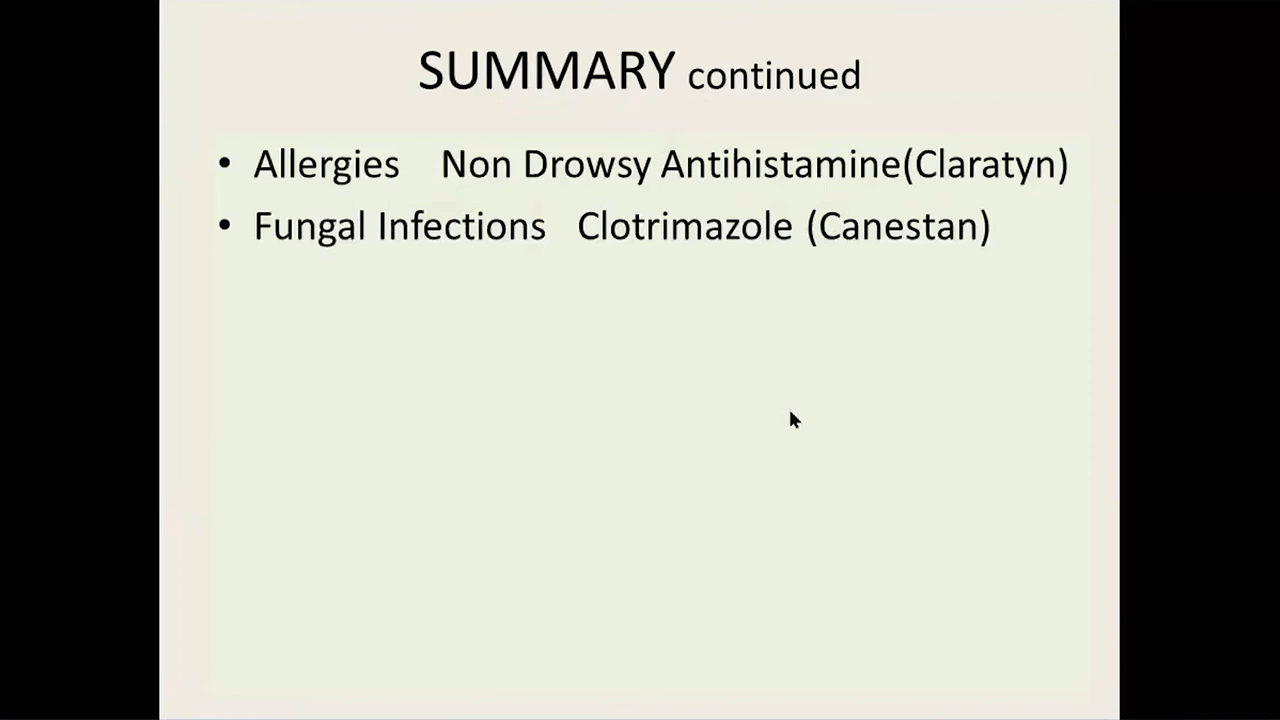 SUMMARY continued
• Allergies Non Drowsy Antihistamine(Claratyn)
• Fungal Infections Clotrimazole (Canestan)